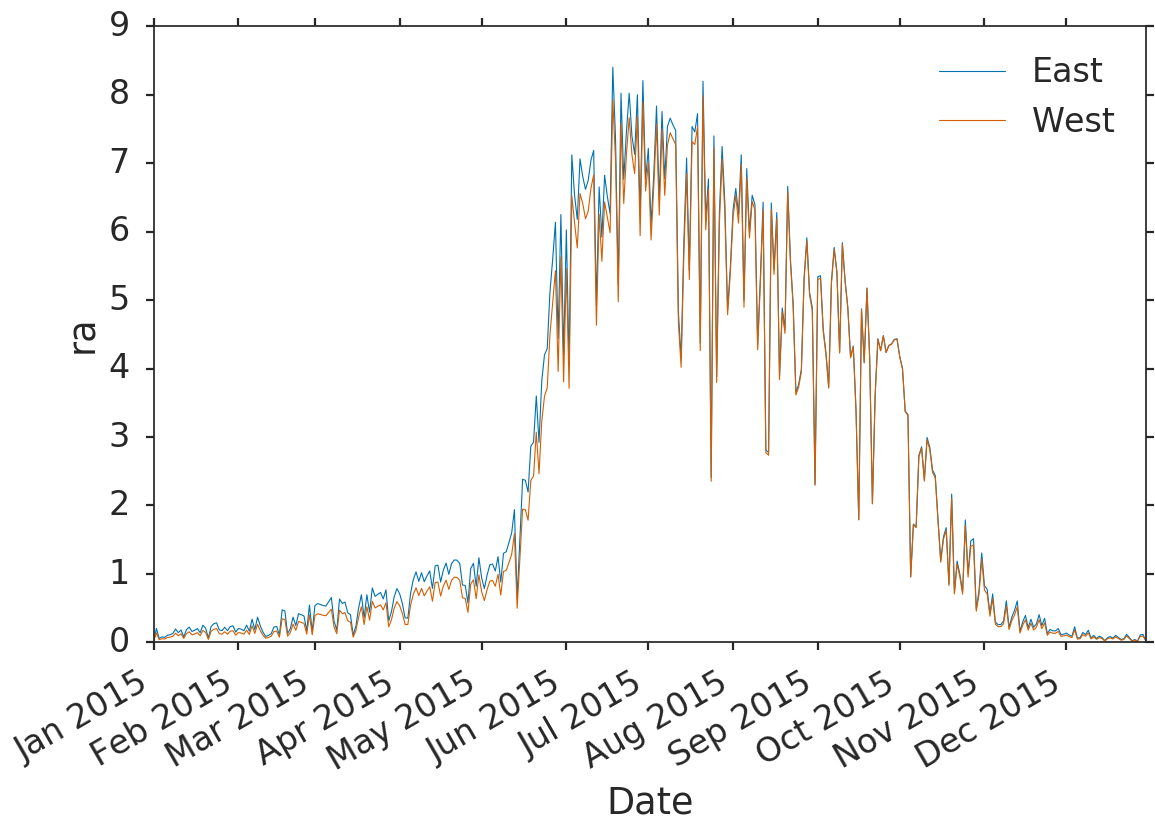 9
8
7
6
5
4
3
2
1
0
ra
East
West
Jan 2015
Feb 2015
Mar 2015
Apr 2015
May 2015
Jun 2015
Jul 2015
Aug 2015
Sep 2015
Oct 2015
Nov 2015
Dec 2015
Date